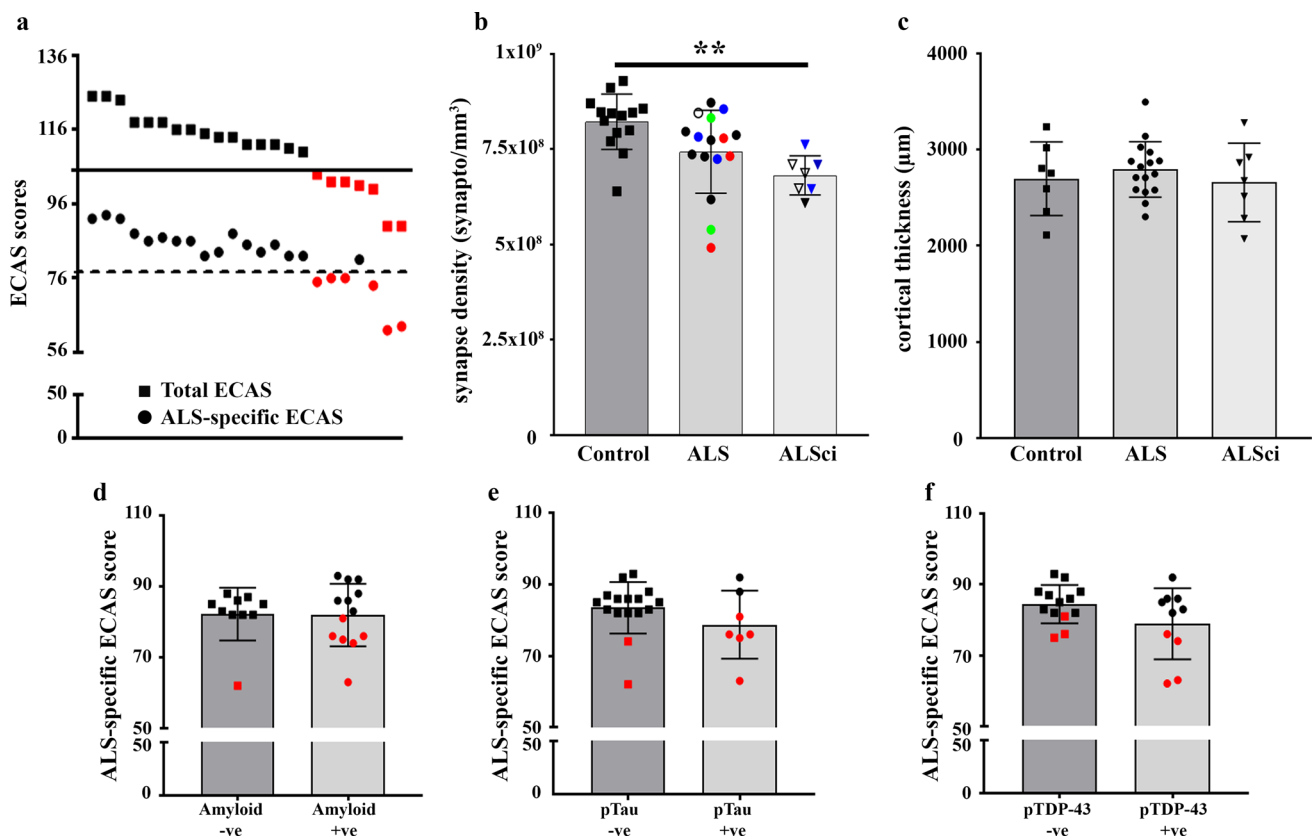 a
136
116
96
76
56
50
0
ECAS scores
Total ECAS
ALS-specific ECAS
b
**
1x10⁹
7.5x10⁸
5x10⁸
2.5x10⁸
0
synapse density (synapto/mm³)
Control ALS ALSci
c
4000
3000
2000
1000
0
cortical thickness (µm)
Control ALS ALSci
d
110
90
70
50
50
0
ALS-specific ECAS score
Amyloid Amyloid
-ve +ve
e
110
90
70
50
50
0
ALS-specific ECAS score
pTau pTau
-ve +ve
f
110
90
70
50
50
0
ALS-specific ECAS score
pTDP-43 pTDP-43
-ve +ve